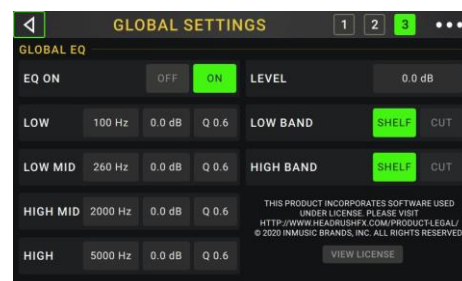 GLOBAL SETTINGS 1 2 3
GLOBAL EQ
EQ ON OFF ON LEVEL 0.0 dB
LOW 100 Hz 0.0 dB Q 0.6 LOW BAND SHELF CUT
LOW MID 260 Hz 0.0 dB Q 0.6 HIGH BAND SHELF CUT
HIGH MID 2000 Hz 0.0 dB Q 0.6
THIS PRODUCT INCORPORATES SOFTWARE USED
UNDER LICENSE. PLEASE VISIT
HTTP://WWW.HEADRUSHFX.COM/PRODUCT-LEGAL/
© 2020 INMUSIC BRANDS, INC. ALL RIGHTS RESERVED
HIGH 5000 Hz 0.0 dB Q 0.6 VIEW LICENSE